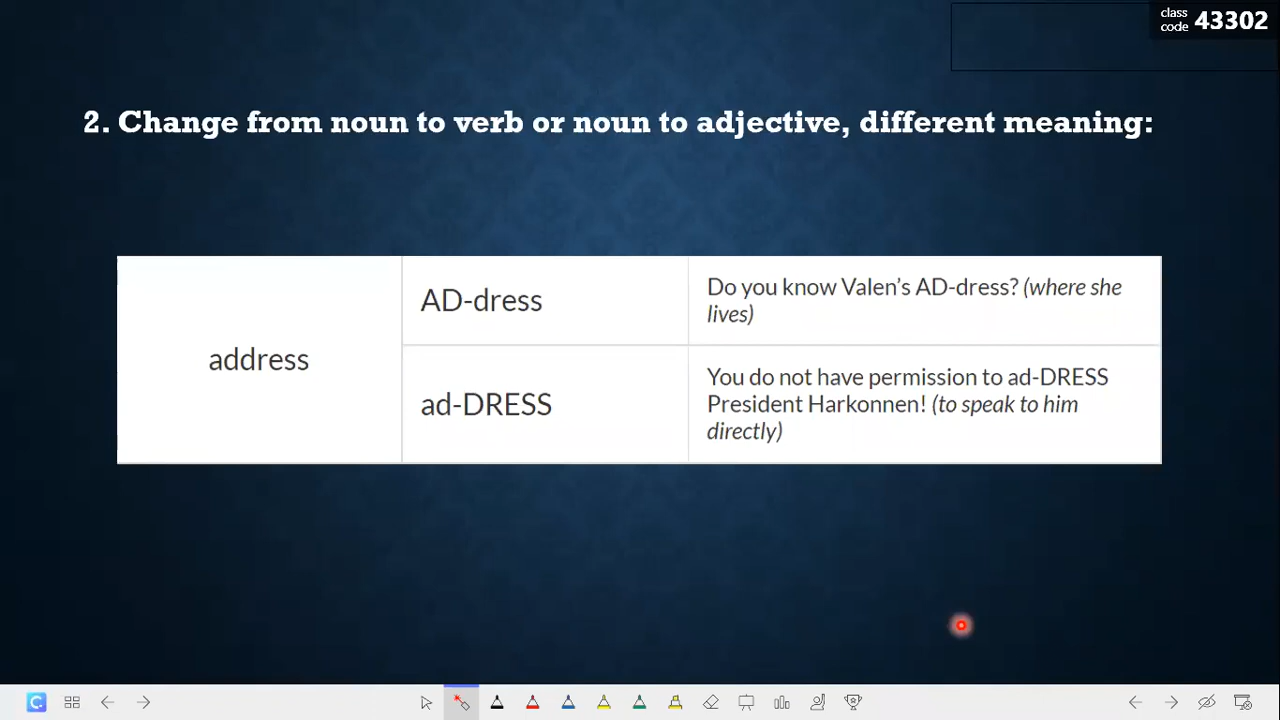 class
code 43302
2. Change from noun to verb or noun to adjective, different meaning:
address
AD-dress
Do you know Valen’s AD-dress? (where she
lives)
ad-DRESS
You do not have permission to ad-DRESS
President Harkonnen! (to speak to him
directly)